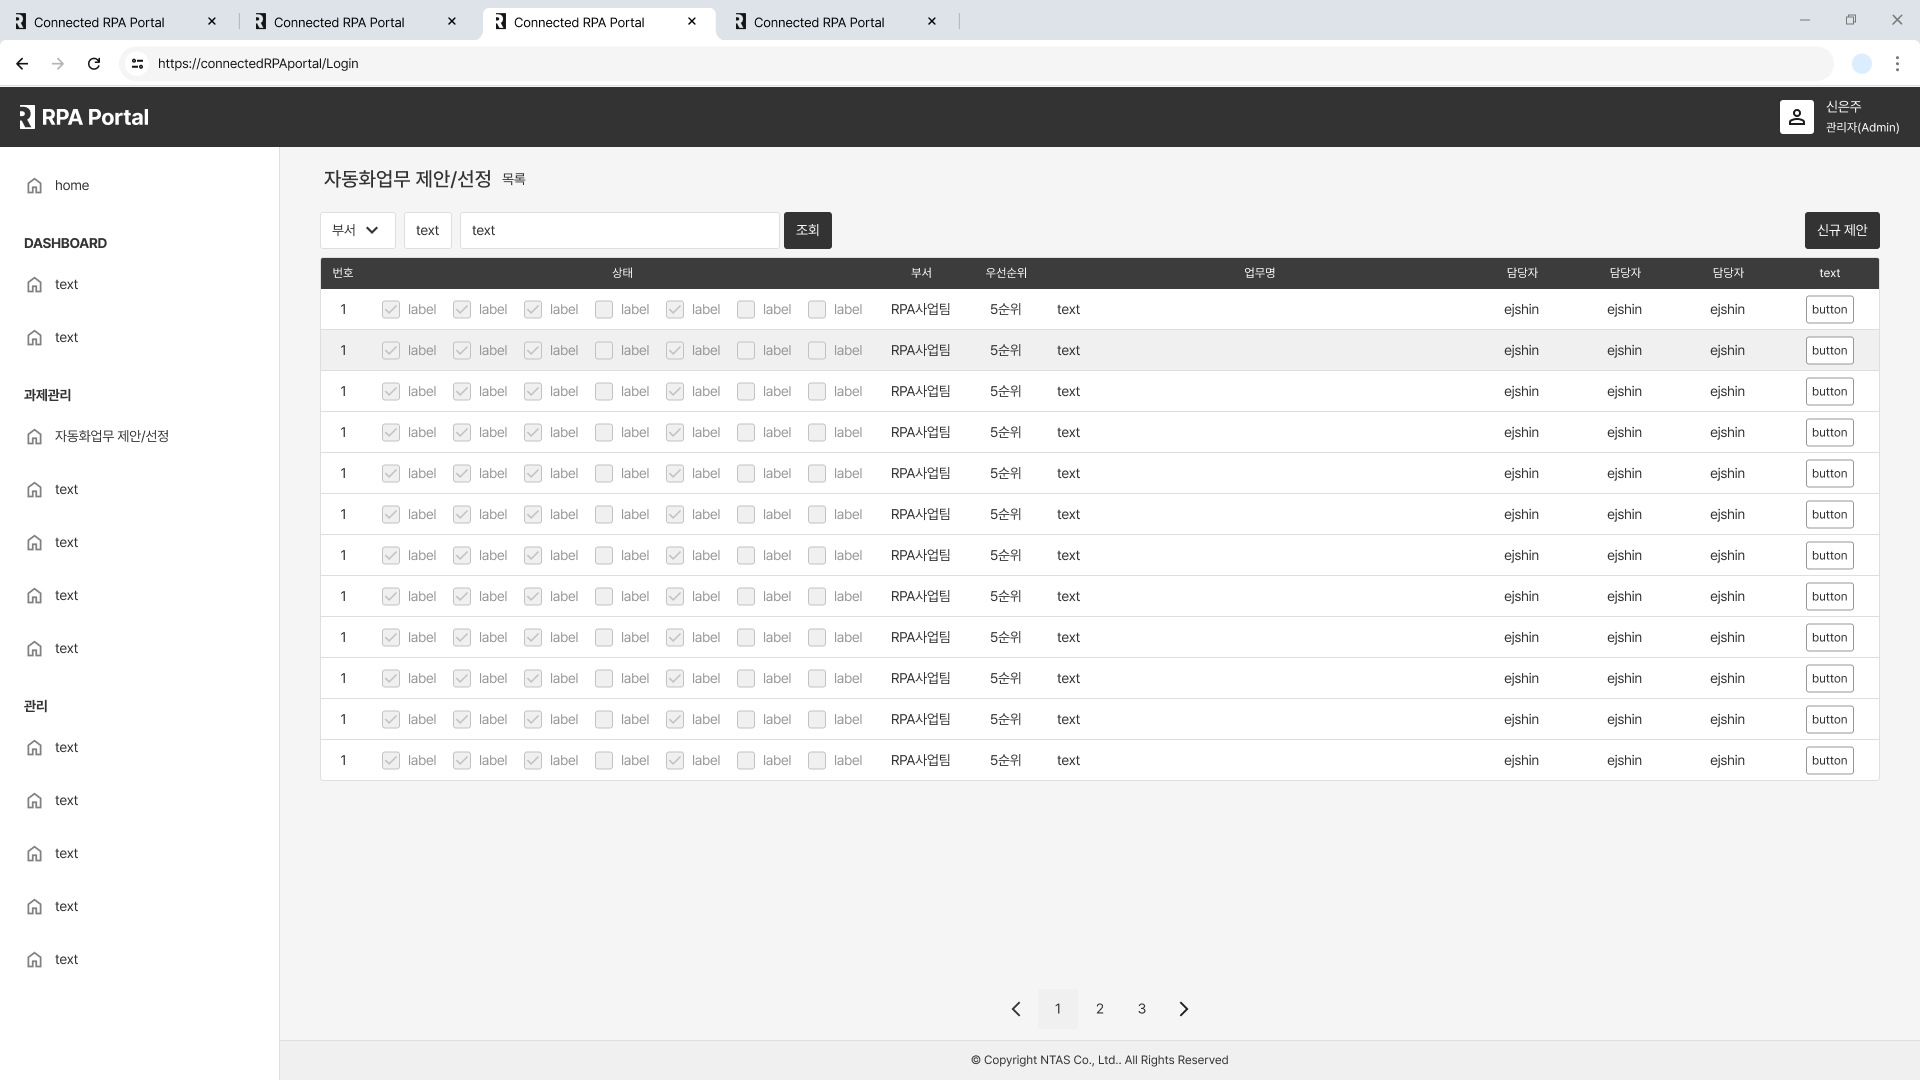 Connected RPA Portal Connected RPA Portal Connected RPA Portal Connected RPA Portal
https://connectedRPAportal/Login
RPA Portal
신은주
관리자(Admin)
home
DASHBOARD
text
text
과제관리
자동화업무 제안/선정
text
text
text
text
관리
text
text
text
text
text
자동화업무 제안/선정 목록
부서 text text 조회 신규 제안
번호 상태 부서 우선순위 업무명 담당자 담당자 담당자 text
1 label label label label label label label RPA사업팀 5순위 text ejshin ejshin ejshin button
1 label label label label label label label RPA사업팀 5순위 text ejshin ejshin ejshin button
1 label label label label label label label RPA사업팀 5순위 text ejshin ejshin ejshin button
1 label label label label label label label RPA사업팀 5순위 text ejshin ejshin ejshin button
1 label label label label label label label RPA사업팀 5순위 text ejshin ejshin ejshin button
1 label label label label label label label RPA사업팀 5순위 text ejshin ejshin ejshin button
1 label label label label label label label RPA사업팀 5순위 text ejshin ejshin ejshin button
1 label label label label label label label RPA사업팀 5순위 text ejshin ejshin ejshin button
1 label label label label label label label RPA사업팀 5순위 text ejshin ejshin ejshin button
1 label label label label label label label RPA사업팀 5순위 text ejshin ejshin ejshin button
1 label label label label label label label RPA사업팀 5순위 text ejshin ejshin ejshin button
1 label label label label label label label RPA사업팀 5순위 text ejshin ejshin ejshin button
1 2 3
© Copyright NTAS Co., Ltd.. All Rights Reserved